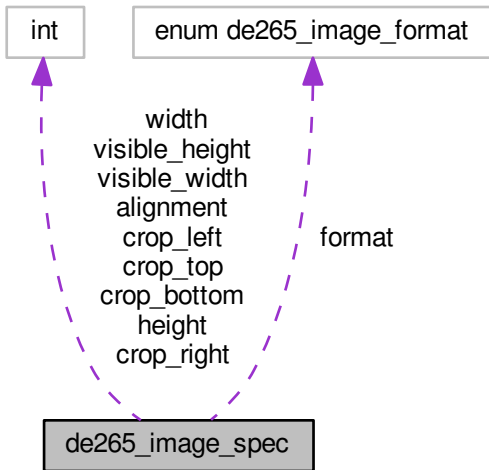 int
enum de265_image_format
width
visible_height
visible_width
alignment
crop_left
format
crop_top
crop_bottom
height
crop_right
de265_image_spec